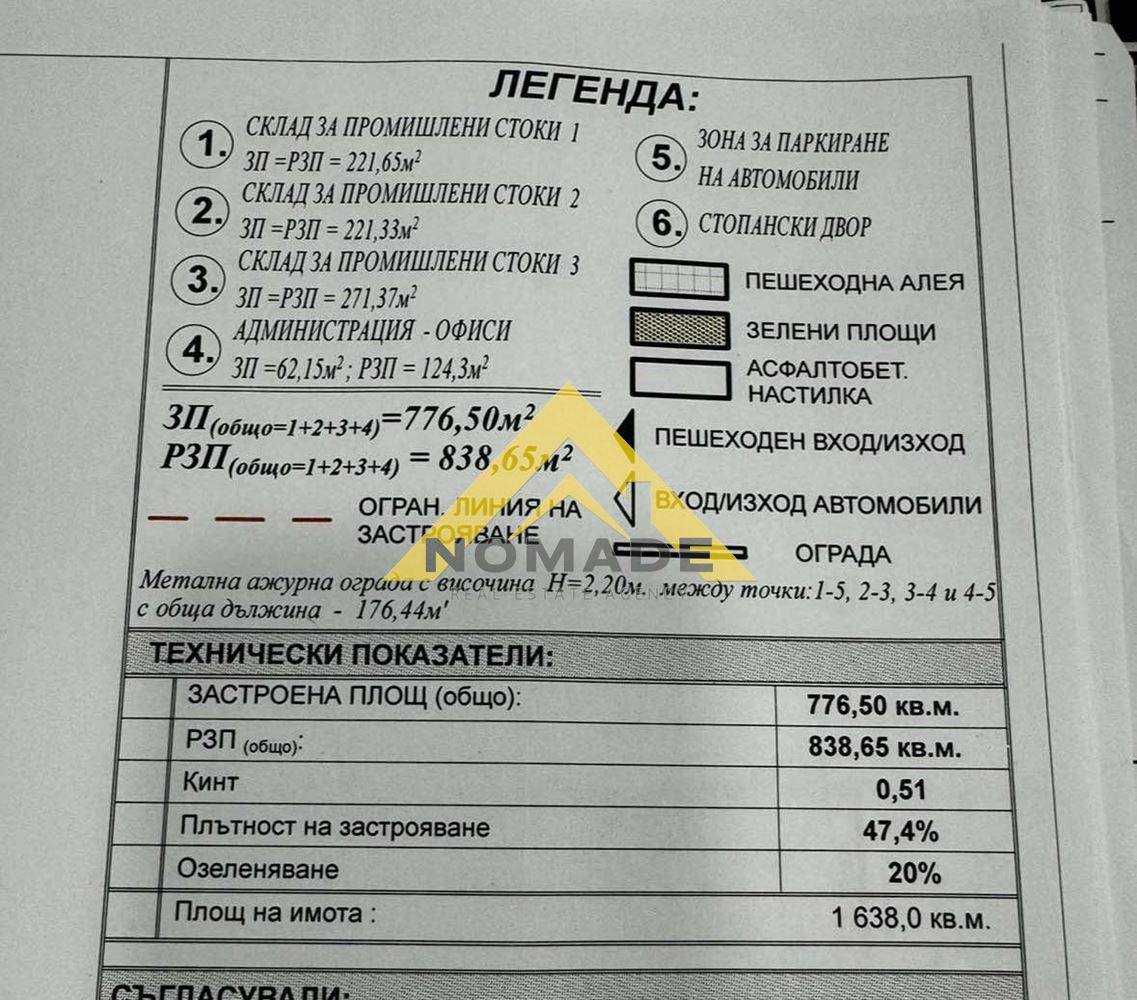 ЛЕГЕНДА:
1. СКЛАД ЗА ПРОМИШЛЕНИ СТОКИ 1
ЗП =РЗП = 221,65м²
2. СКЛАД ЗА ПРОМИШЛЕНИ СТОКИ 2
ЗП =РЗП = 221,33м²
3. СКЛАД ЗА ПРОМИШЛЕНИ СТОКИ 3
ЗП =РЗП = 271,37м²
4. АДМИНИСТРАЦИЯ - ОФИСИ
ЗП =62,15м² ; РЗП = 124,3м²
ЗП(общо=1+2+3+4)=776,50м²
РЗП(общо=1+2+3+4) = 838,65м²
ОГРАН. ЛИНИЯ НА
ЗАСТРОЯВАНЕ
5. ЗОНА ЗА ПАРКИРАНЕ
НА АВТОМОБИЛИ
6. СТОПАНСКИ ДВОР
ПЕШЕХОДНА АЛЕЯ
ЗЕЛЕНИ ПЛОЩИ
АСФАЛТОБЕТ.
НАСТИЛКА
ПЕШЕХОДЕН ВХОД/ИЗХОД
ВХОД/ИЗХОД АВТОМОБИЛИ
ОГРАДА
NOMADE
REAL ESTATE AGENCY
Метална ажурна ограда с височина H=2,20м. между точки:1-5, 2-3, 3-4 и 4-5
с обща дължина - 176,44м'
ТЕХНИЧЕСКИ ПОКАЗАТЕЛИ:
ЗАСТРОЕНА ПЛОЩ (общо): 776,50 кв.м.
РЗП (общо): 838,65 кв.м.
Кинт 0,51
Плътност на застрояване 47,4%
Озеленяване 20%
Площ на имота : 1 638,0 кв.м.
СЪГЛАСУВАЛИ: